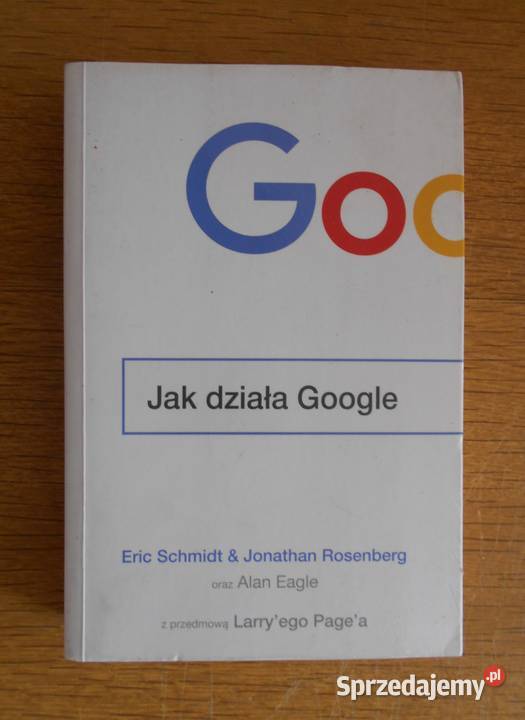 Goo
Jak działa Google
Eric Schmidt & Jonathan Rosenberg
oraz Alan Eagle
z przedmową Larry'ego Page'a
Sprzedajemy.pl